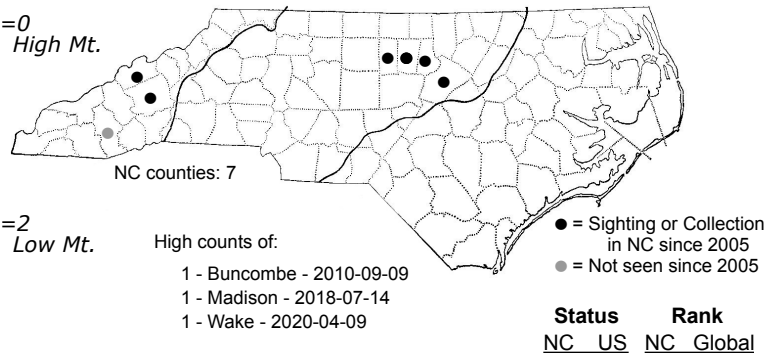 =0
High Mt.
NC counties: 7
=2
Low Mt.
High counts of:
1 - Buncombe - 2010-09-09
1 - Madison - 2018-07-14
1 - Wake - 2020-04-09
● = Sighting or Collection
in NC since 2005
● = Not seen since 2005
Status Rank
NC US NC Global